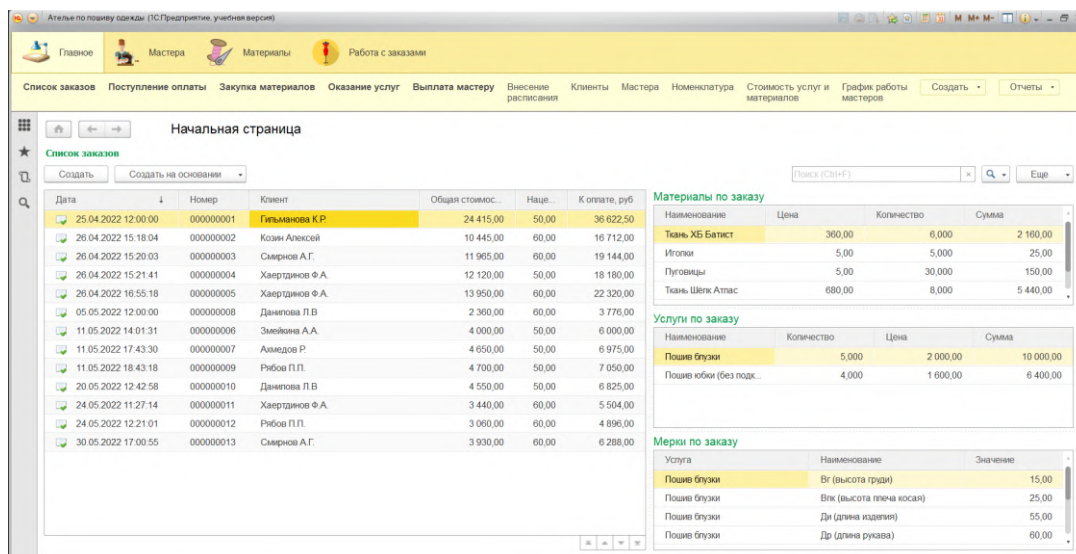 Ателье по пошиву одежды (1С:Предприятие, учебная версия)
M M+ M-
Главное Мастера Материалы Работа с заказами
Список заказов Поступление оплаты Закупка материалов Оказание услуг Выплата мастеру Внесение расписания Клиенты Мастера Номенклатура Стоимость услуг и материалов График работы мастеров Создать Отчеты
Начальная страница
Список заказов
Создать Создать на основании Поиск (Ctrl+F) × Еще
Дата ↓ Номер Клиент Общая стоимос... Наце... К оплате, руб
25.04.2022 12:00:00 000000001 Гильманова К.Р. 24 415,00 50,00 36 622,50
26.04.2022 15:18:04 000000002 Козин Алексей 10 445,00 60,00 16 712,00
26.04.2022 15:20:03 000000003 Смирнов А.Г. 11 965,00 60,00 19 144,00
26.04.2022 15:21:41 000000004 Хаертдинов Ф.А. 12 120,00 50,00 18 180,00
26.04.2022 16:55:18 000000005 Хаертдинов Ф.А. 13 950,00 60,00 22 320,00
05.05.2022 12:00:00 000000008 Данилова Л.В 2 360,00 60,00 3 776,00
11.05.2022 14:01:31 000000006 Змейкина А.А. 4 000,00 50,00 6 000,00
11.05.2022 17:43:30 000000007 Ахмедов Р. 4 650,00 50,00 6 975,00
11.05.2022 18:43:18 000000009 Рябов П.П. 4 700,00 50,00 7 050,00
20.05.2022 12:42:58 000000010 Данилова Л.В 4 550,00 50,00 6 825,00
24.05.2022 11:27:14 000000011 Хаертдинов Ф.А. 3 440,00 60,00 5 504,00
24.05.2022 12:21:01 000000012 Рябов П.П. 3 060,00 60,00 4 896,00
30.05.2022 17:00:55 000000013 Смирнов А.Г. 3 930,00 60,00 6 288,00
Материалы по заказу
Наименование Цена Количество Сумма
Ткань ХБ Батист 360,00 6,000 2 160,00
Иголки 5,00 5,000 25,00
Пуговицы 5,00 30,000 150,00
Ткань Шёлк Атлас 680,00 8,000 5 440,00
Услуги по заказу
Наименование Количество Цена Сумма
Пошив блузки 5,000 2 000,00 10 000,00
Пошив юбки (без подк... 4,000 1 600,00 6 400,00
Мерки по заказу
Услуга Наименование Значение
Пошив блузки Вг (высота груди) 15,00
Пошив блузки Впк (высота плеча косая) 25,00
Пошив блузки Ди (длина изделия) 55,00
Пошив блузки Др (длина рукава) 60,00